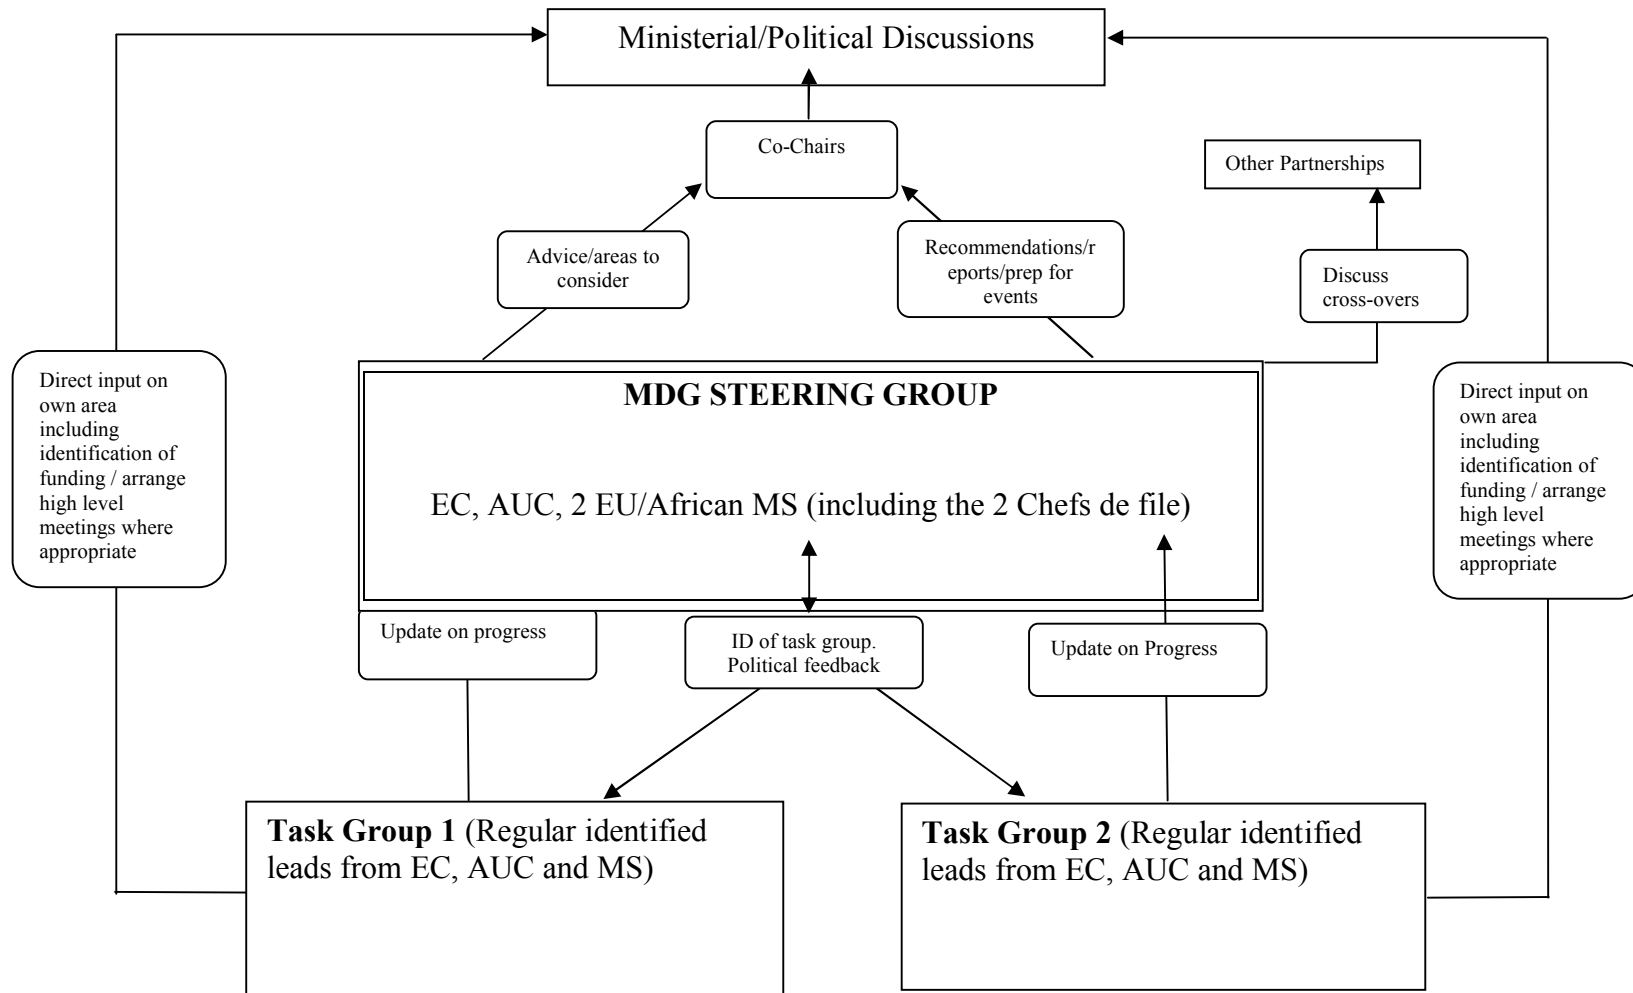 Ministerial/Political Discussions
Co-Chairs
Other Partnerships
Advice/areas to
consider
Recommendations/r
eports/prep for
events
Discuss
cross-overs
Direct input on
own area
including
identification of
funding / arrange
high level
meetings where
appropriate
MDG STEERING GROUP
EC, AUC, 2 EU/African MS (including the 2 Chefs de file)
Direct input on
own area
including
identification of
funding / arrange
high level
meetings where
appropriate
Update on progress
ID of task group.
Political feedback
Update on Progress
Task Group 1 (Regular identified
leads from EC, AUC and MS)
Task Group 2 (Regular identified
leads from EC, AUC and MS)